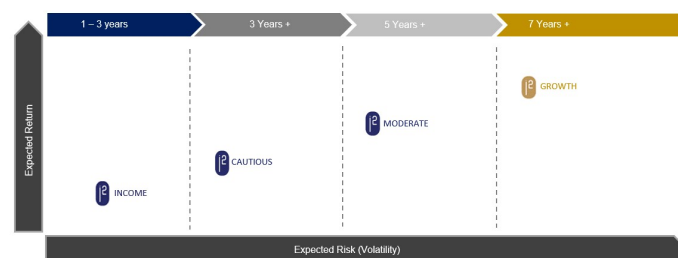 1 – 3 years
3 Years +
5 Years +
7 Years +
Expected Return
GROWTH
MODERATE
CAUTIOUS
INCOME
Expected Risk (Volatility)